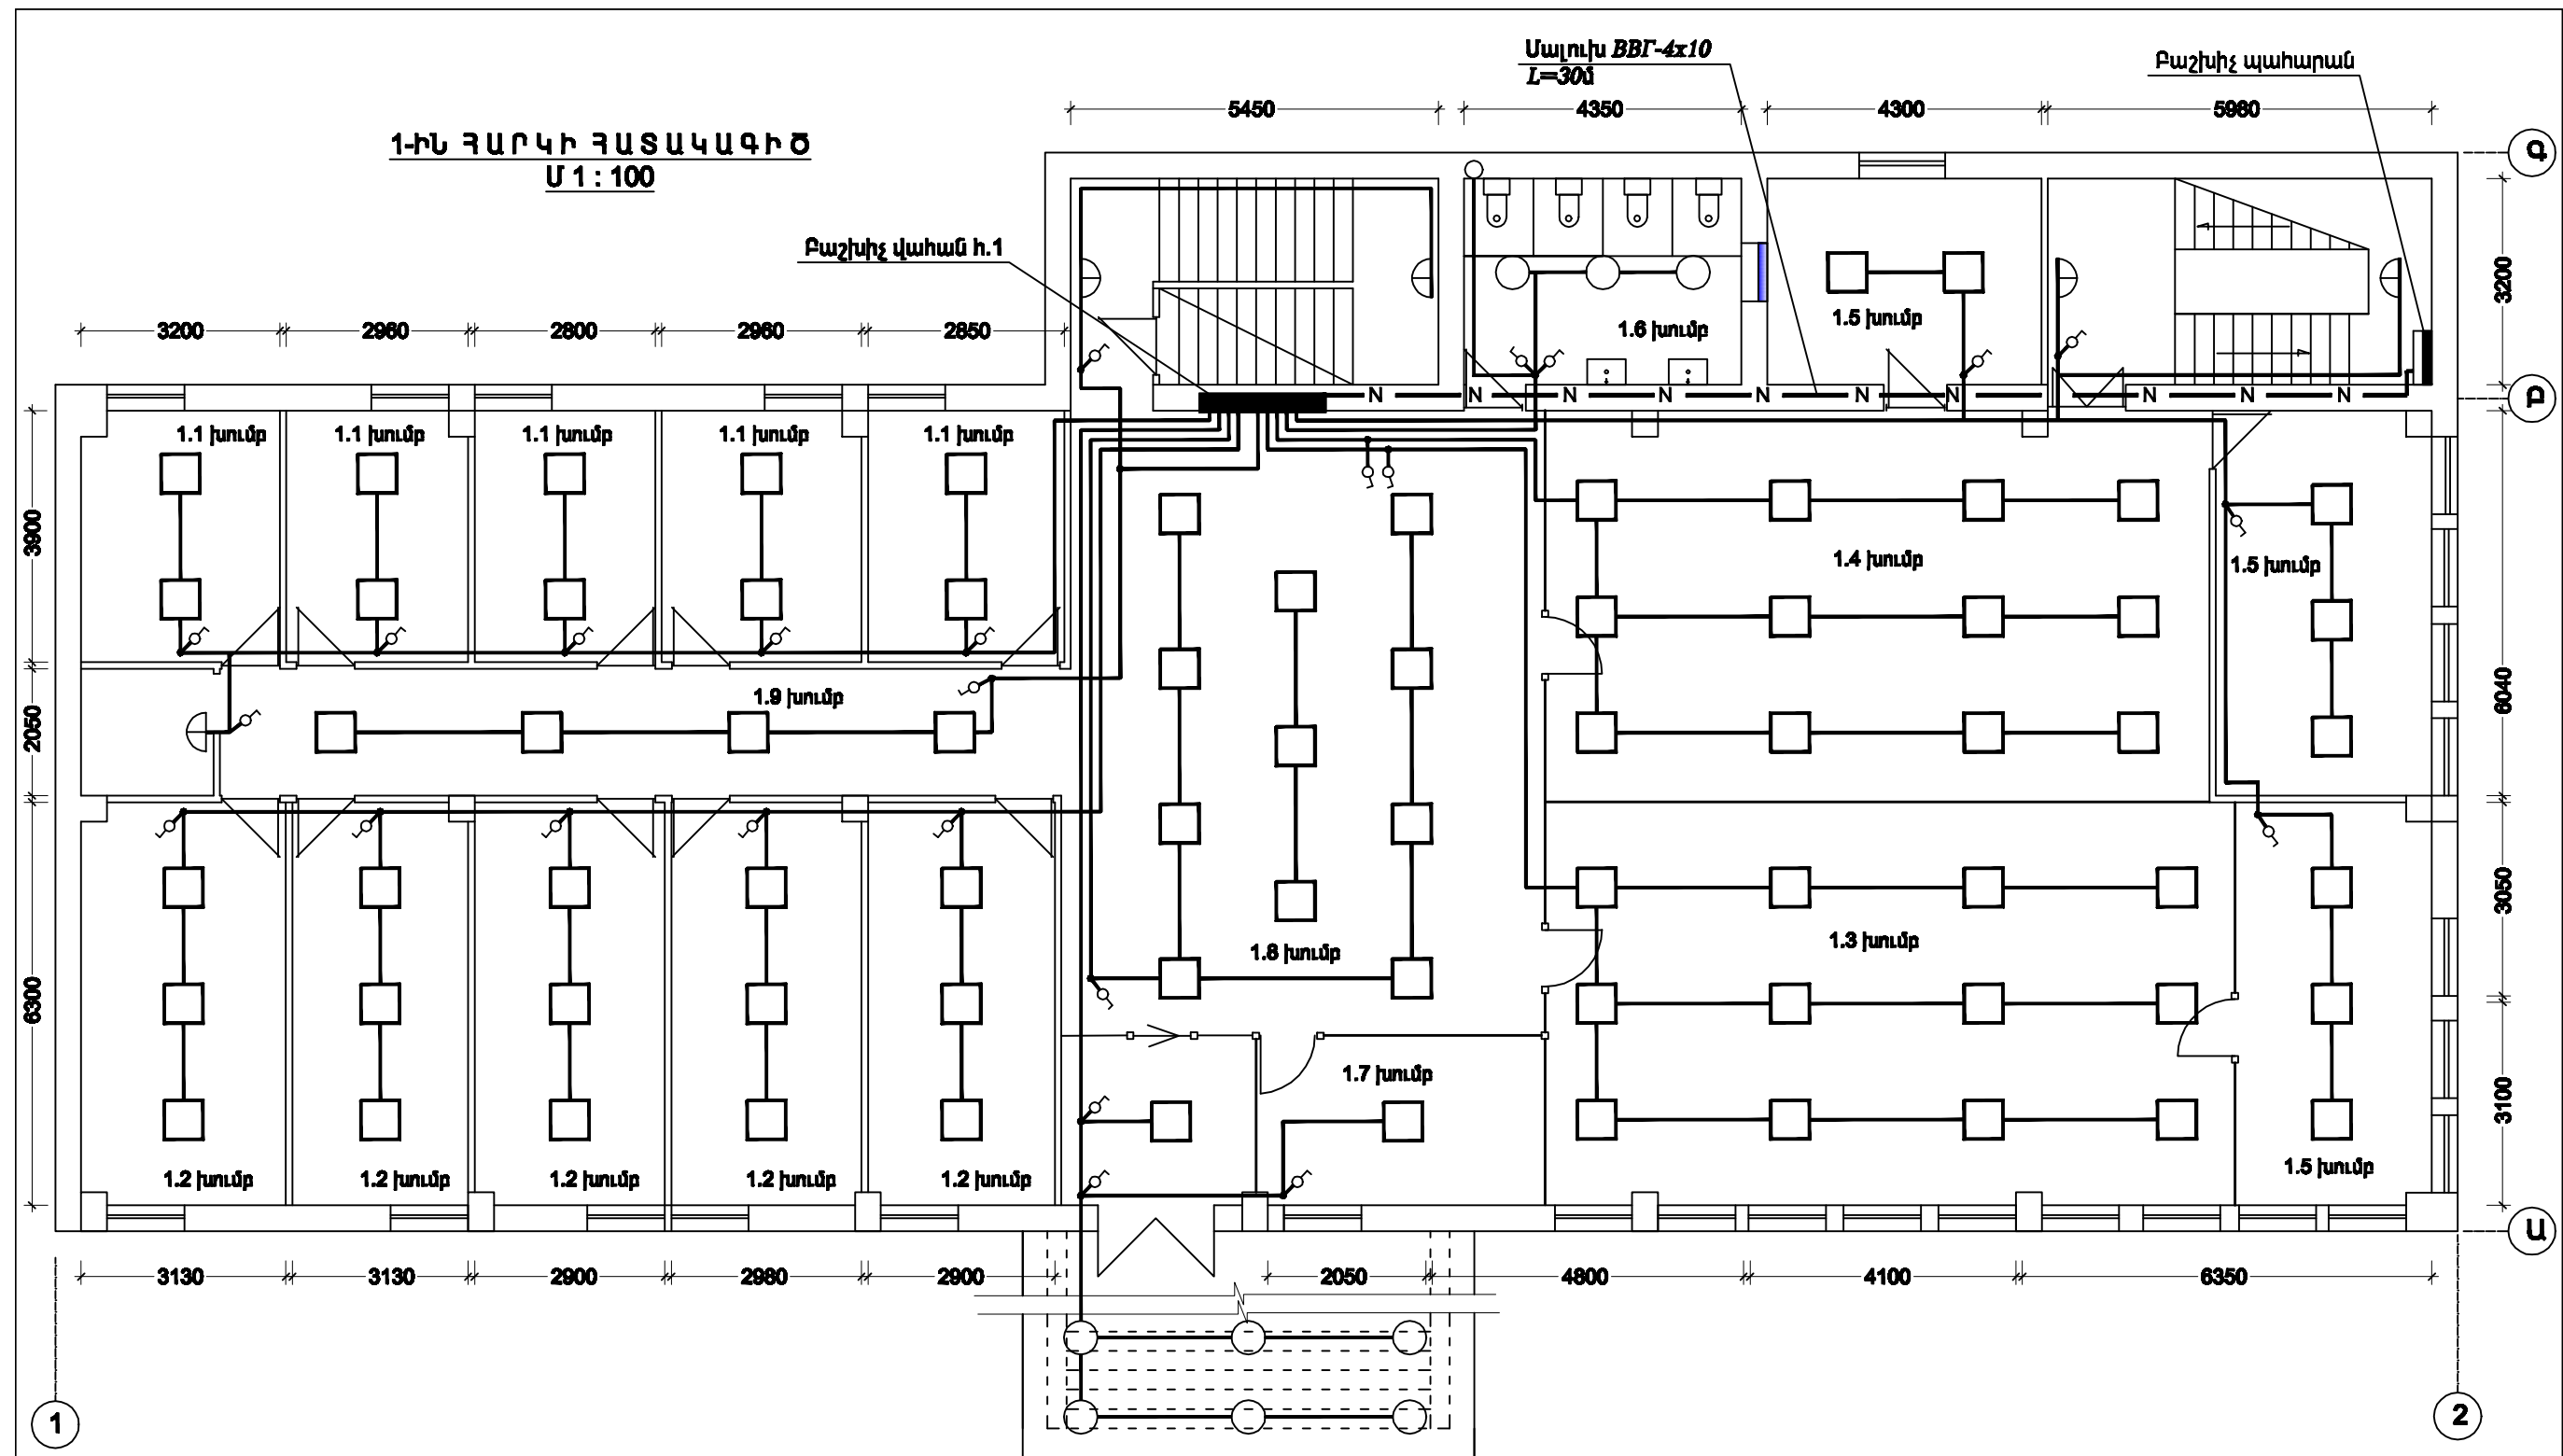 Մալուխ ВВГ-4x10
L=30մ
Բաշխիչ պահարան
5450
4350
4300
5980
1-ԻՆ ՀԱՐԿԻ ՀԱՏԱԿԱԳԻԾ
Մ 1 : 100
Գ
Բաշխիչ վահան հ.1
3200
3200
2980
2800
2980
2850
1.6 խումբ
1.5 խումբ
N N N N N N N N N N
Բ
1.1 խումբ
1.1 խումբ
1.1 խումբ
1.1 խումբ
1.1 խումբ
3900
1.4 խումբ
1.5 խումբ
2050
1.9 խումբ
6040
3050
1.3 խումբ
1.8 խումբ
6300
1.7 խումբ
3100
1.2 խումբ
1.2 խումբ
1.2 խումբ
1.2 խումբ
1.2 խումբ
1.5 խումբ
Ա
3130
3130
2900
2980
2900
2050
4800
4100
6350
1
2